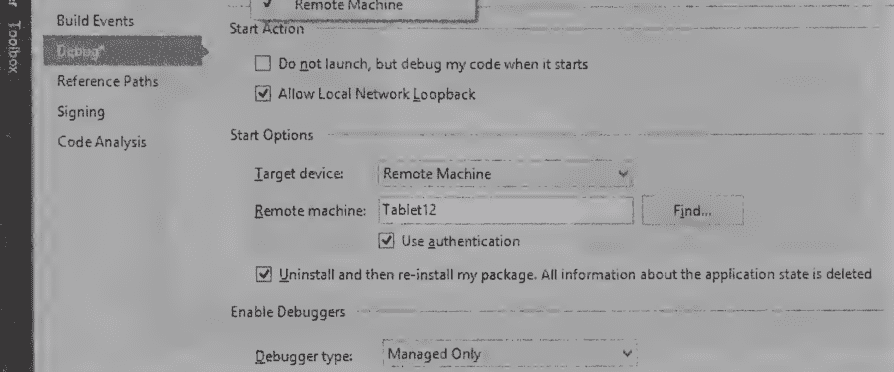 Remote Machine
Toolbox
Build Events
Debug*
Reference Paths
Signing
Code Analysis
Start Action
Do not launch, but debug my code when it starts
Allow Local Network Loopback
Start Options
Target device: Remote Machine
Remote machine: Tablet12 Find...
Use authentication
Uninstall and then re-install my package. All information about the application state is deleted
Enable Debuggers
Debugger type: Managed Only